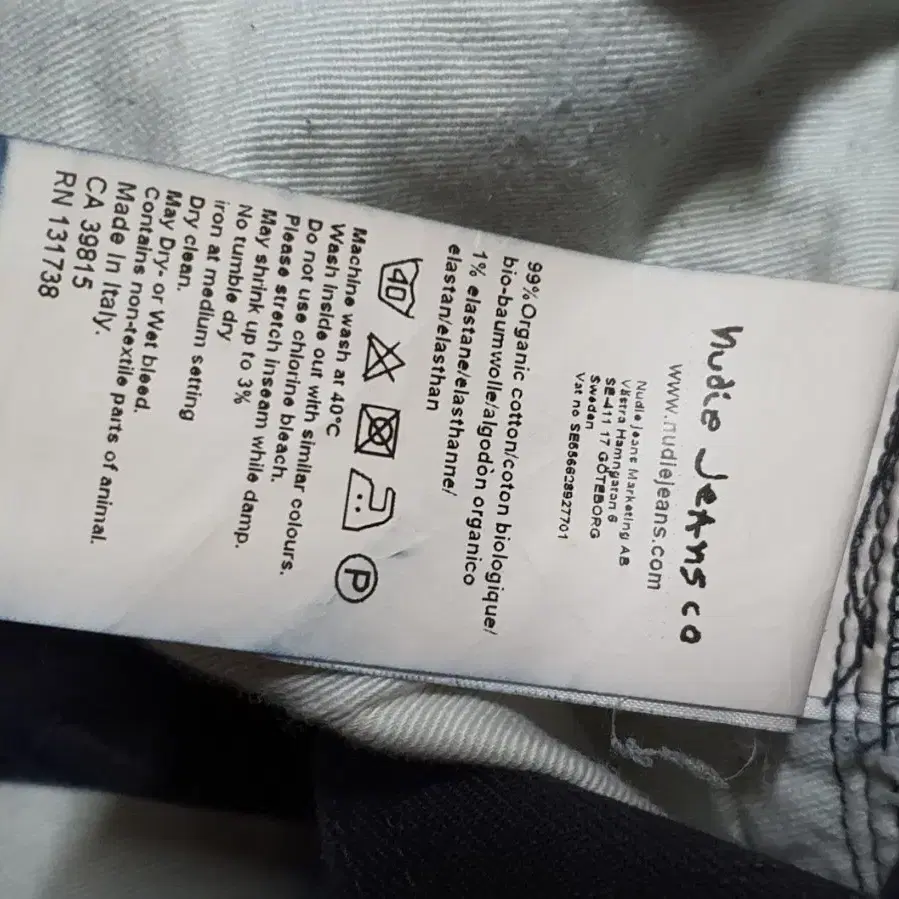 nudie Jeans co
www.nudiejeans.com
Nudie Jeans Marketing AB
Västra Hamngatan 6
SE-411 17 GÖTEBORG
Sweden
Vat no SE556628927701
99%Organic cotton/coton biologique/
bio-baumwolle/algodòn organico
1% elastane/elasthanne/
elastan/elasthan
40
P
Machine wash at 40°C
Wash inside out with similar colours.
Do not use chlorine bleach.
Please stretch inseam while damp.
May shrink up to 3%
No tumble dry
iron at medium setting
Dry clean.
May Dry- or Wet bleed.
Contains non-textile parts of animal.
Made In Italy.
CA 39815
RN 131738